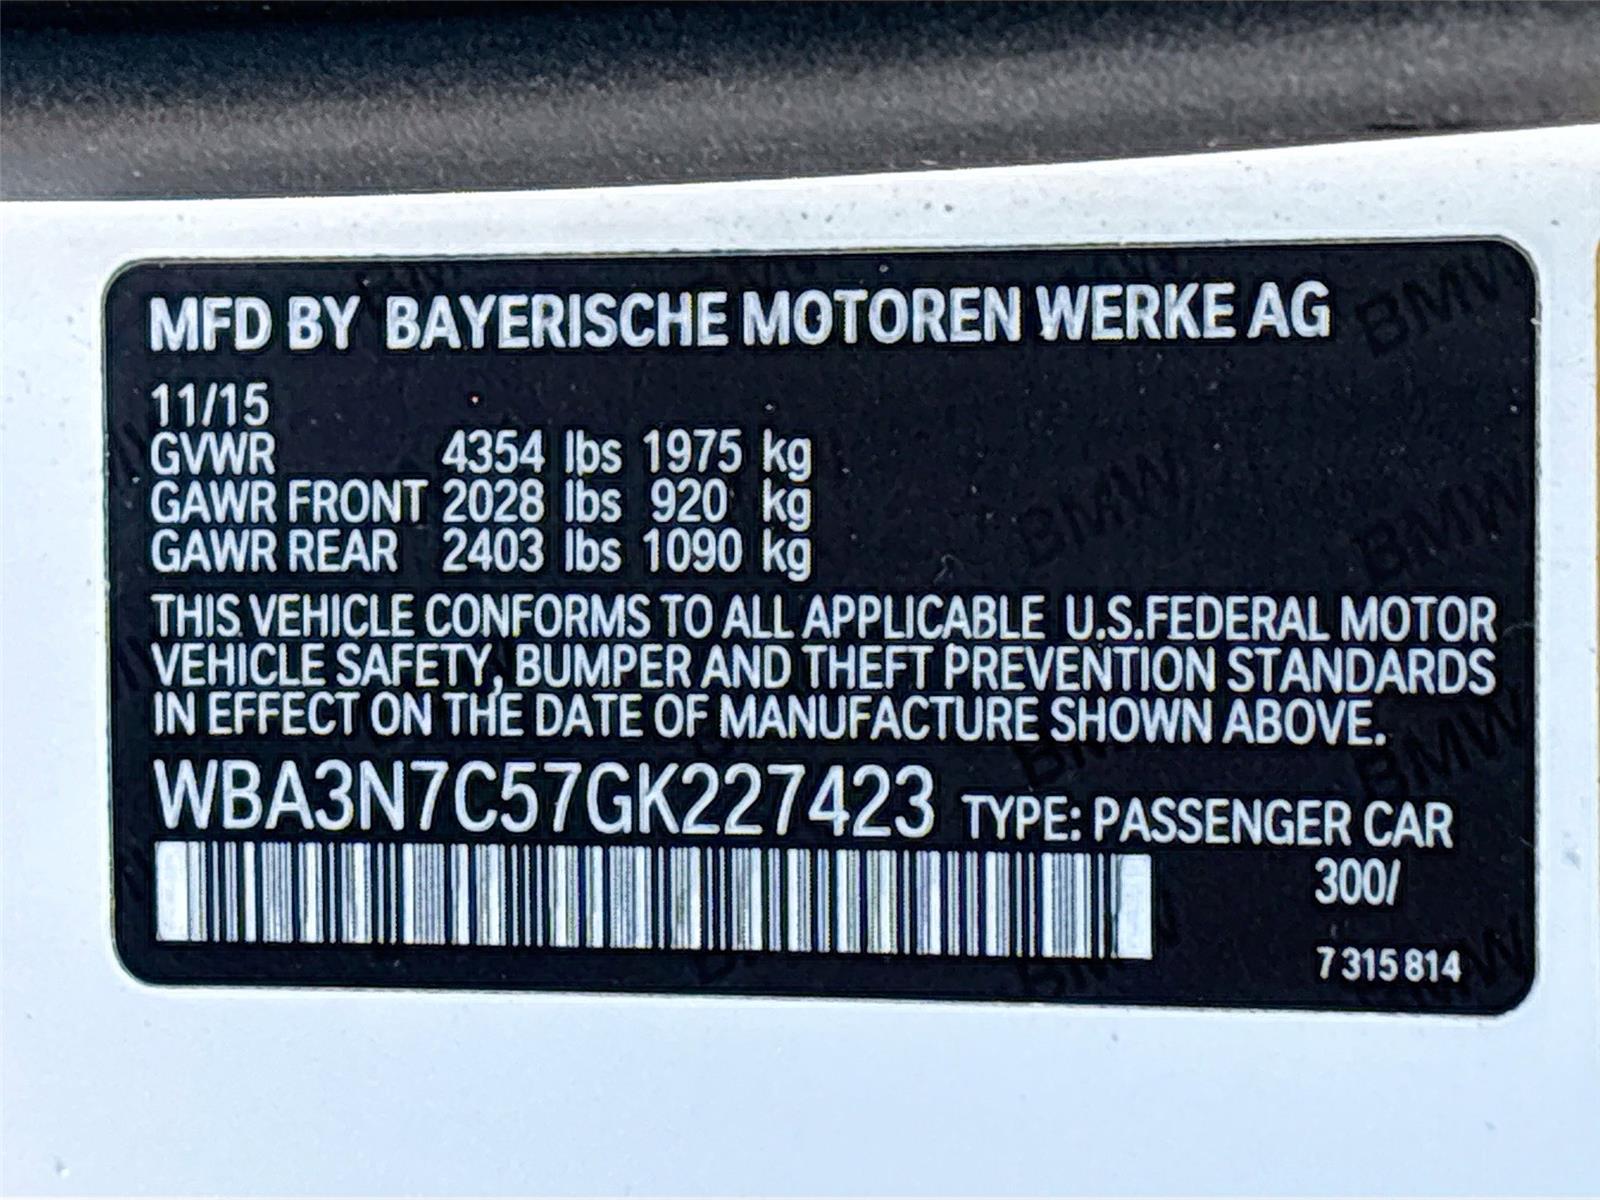 MFD BY BAYERISCHE MOTOREN WERKE AG
11/15
GVWR 4354 lbs 1975 kg
GAWR FRONT 2028 lbs 920 kg
GAWR REAR 2403 lbs 1090 kg
THIS VEHICLE CONFORMS TO ALL APPLICABLE U.S.FEDERAL MOTOR
VEHICLE SAFETY, BUMPER AND THEFT PREVENTION STANDARDS
IN EFFECT ON THE DATE OF MANUFACTURE SHOWN ABOVE.
WBA3N7C57GK227423 TYPE: PASSENGER CAR
300/
7 315 814